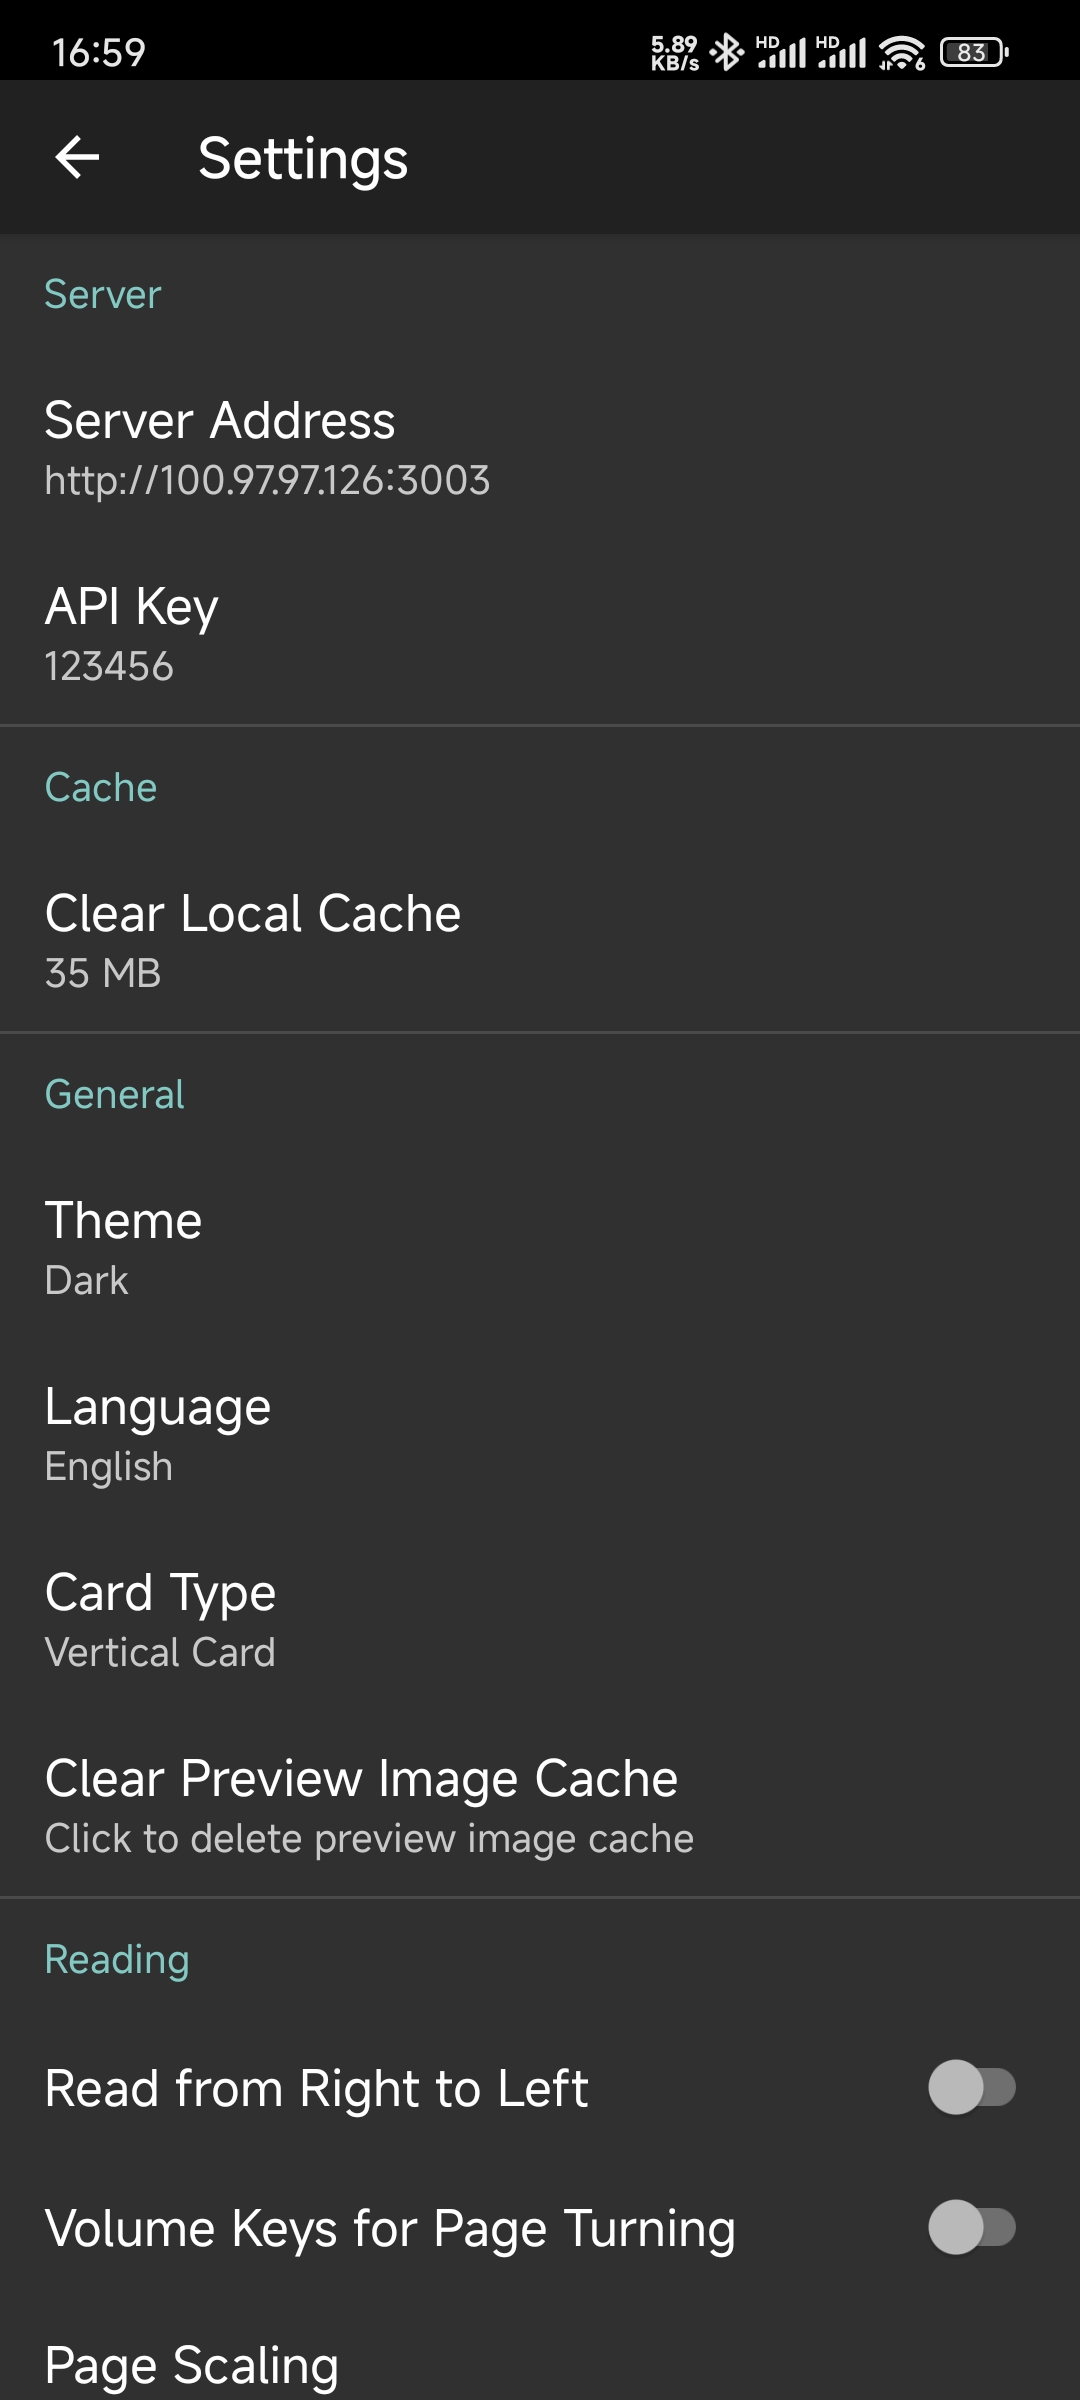 16:59
5.89
KB/s
HD
HD
6
83
Settings
Server
Server Address
http://100.97.97.126:3003
API Key
123456
Cache
Clear Local Cache
35 MB
General
Theme
Dark
Language
English
Card Type
Vertical Card
Clear Preview Image Cache
Click to delete preview image cache
Reading
Read from Right to Left
Volume Keys for Page Turning
Page Scaling